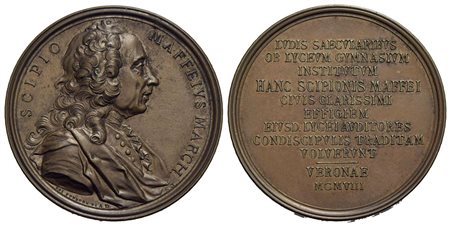 SCIPIO MAFFEIVS MARCH.
LVDIS SAECVLARIBVS
OB LYCEVM GYMNASIVM
INSTITVTVM
HANC SCIPIONIS MAFFEI
CIVIS CLARISSIMI
EFFIGIEM
EIVSD. LYCEI AVDITORES
CONDISCIPVLIS TRADITAM
VOLVERVNT
VERONAE
MCMVIII